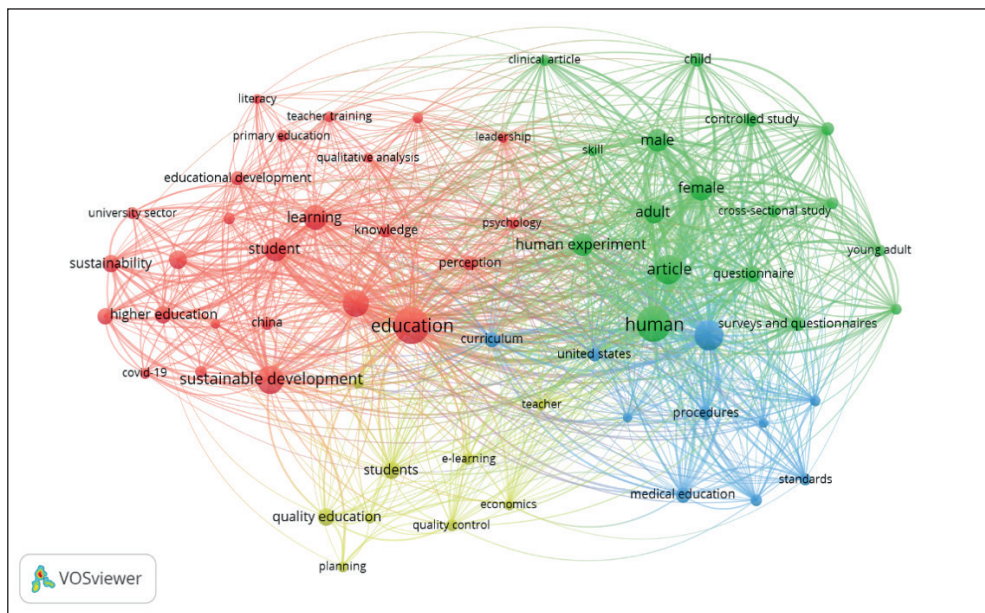 clinical article
child
literacy
teacher training
controlled study
primary education
leadership
male
skill
qualitative analysis
educational development
female
university sector
learning
adult
cross-sectional study
knowledge
psychology
student
human experiment
young adult
sustainability
perception
article
questionnaire
higher education
china
education
human
surveys and questionnaires
curriculum
united states
covid-19
sustainable development
teacher
procedures
e-learning
students
standards
medical education
economics
quality education
quality control
planning
VOSviewer